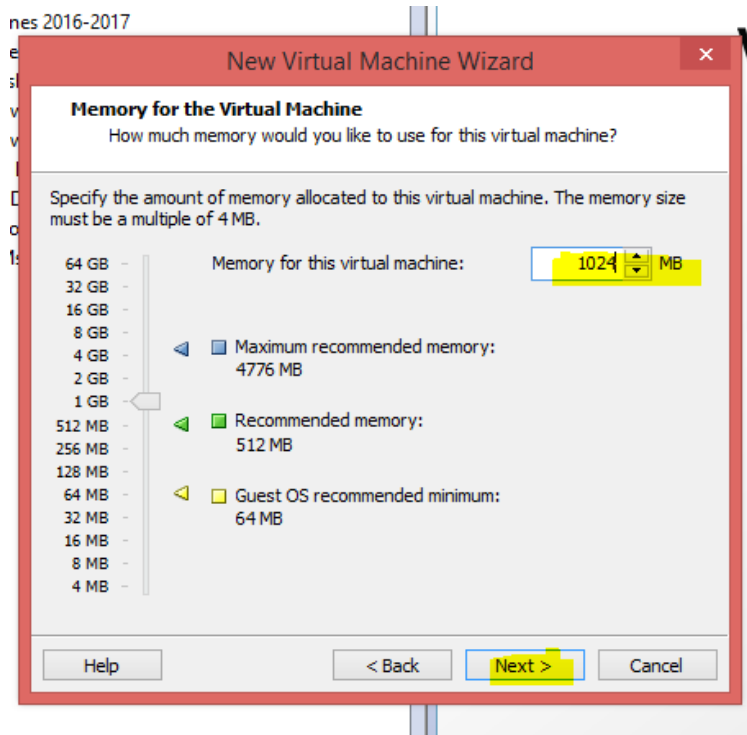 nes 2016-2017
New Virtual Machine Wizard
Memory for the Virtual Machine
How much memory would you like to use for this virtual machine?
Specify the amount of memory allocated to this virtual machine. The memory size
must be a multiple of 4 MB.
Memory for this virtual machine: 1024 MB
64 GB
32 GB
16 GB
8 GB
4 GB
2 GB
1 GB
512 MB
256 MB
128 MB
64 MB
32 MB
16 MB
8 MB
4 MB
Maximum recommended memory:
4776 MB
Recommended memory:
512 MB
Guest OS recommended minimum:
64 MB
Help
< Back
Next >
Cancel